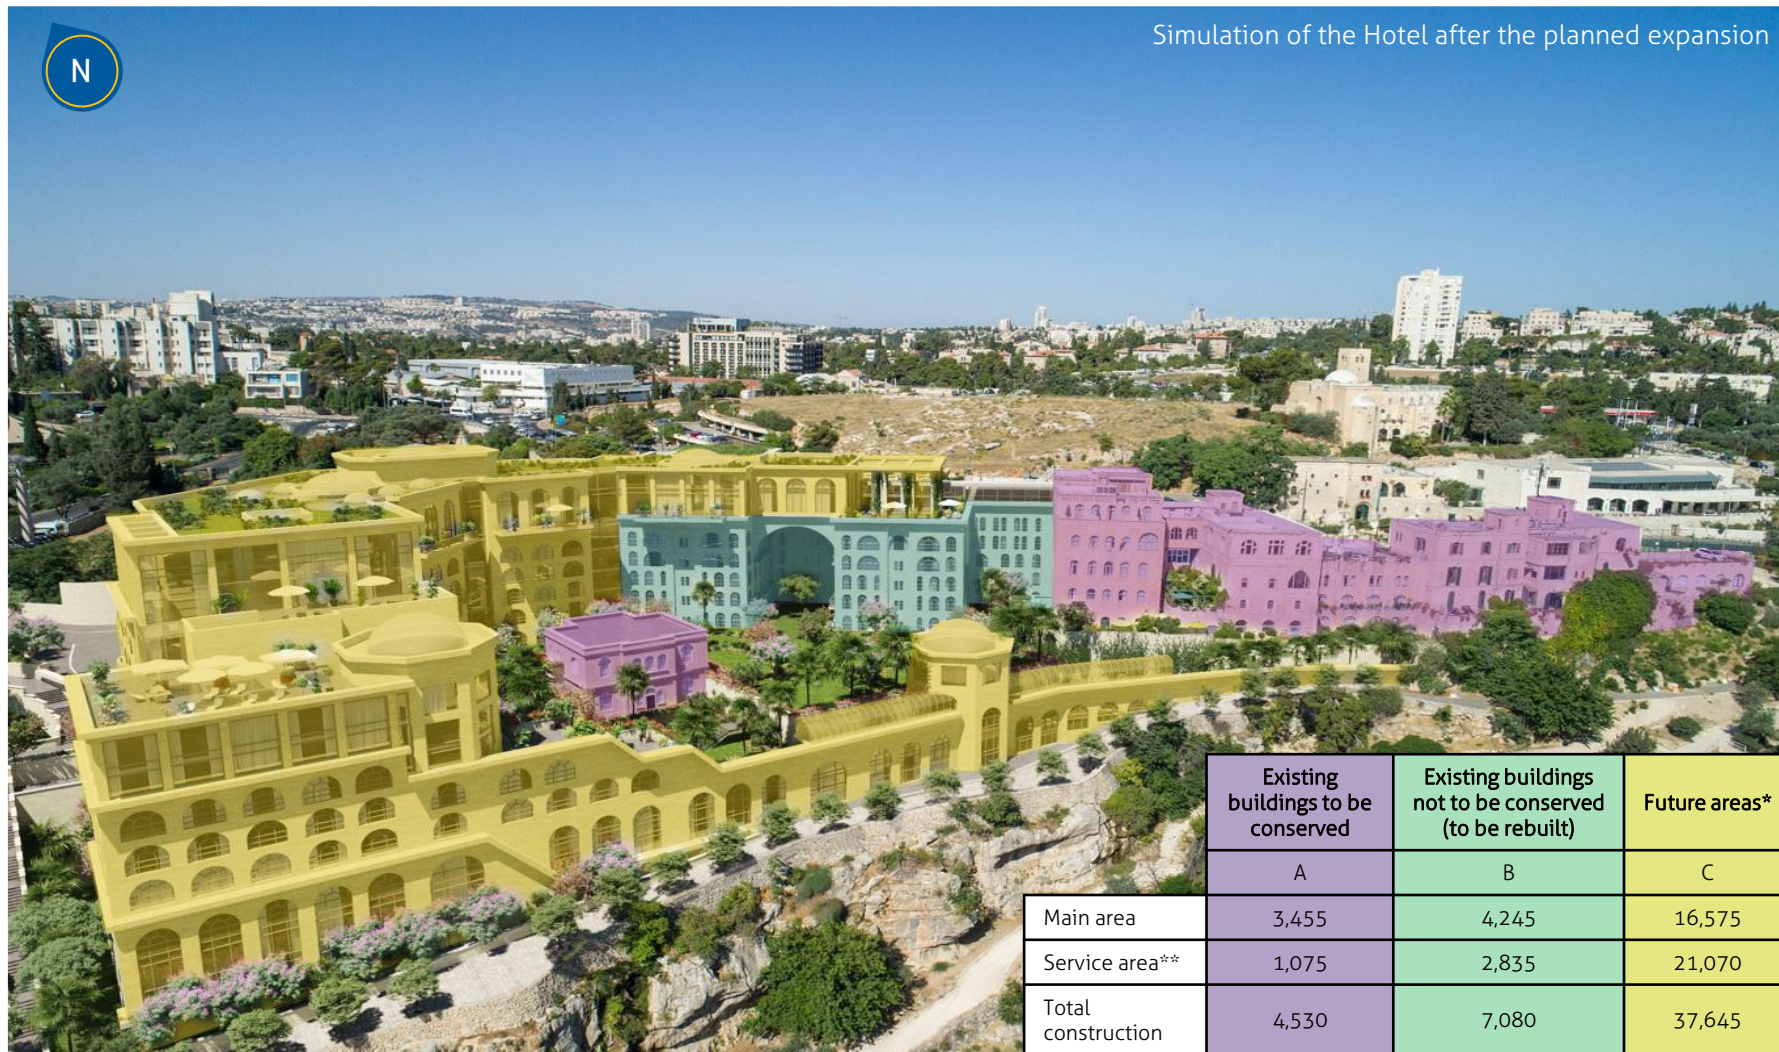 N
Simulation of the Hotel after the planned expansion
Existing
buildings to be
conserved
Existing buildings
not to be conserved
(to be rebuilt)
Future areas*
A
B
C
Main area
3,455
4,245
16,575
Service area**
1,075
2,835
21,070
Total
construction
4,530
7,080
37,645